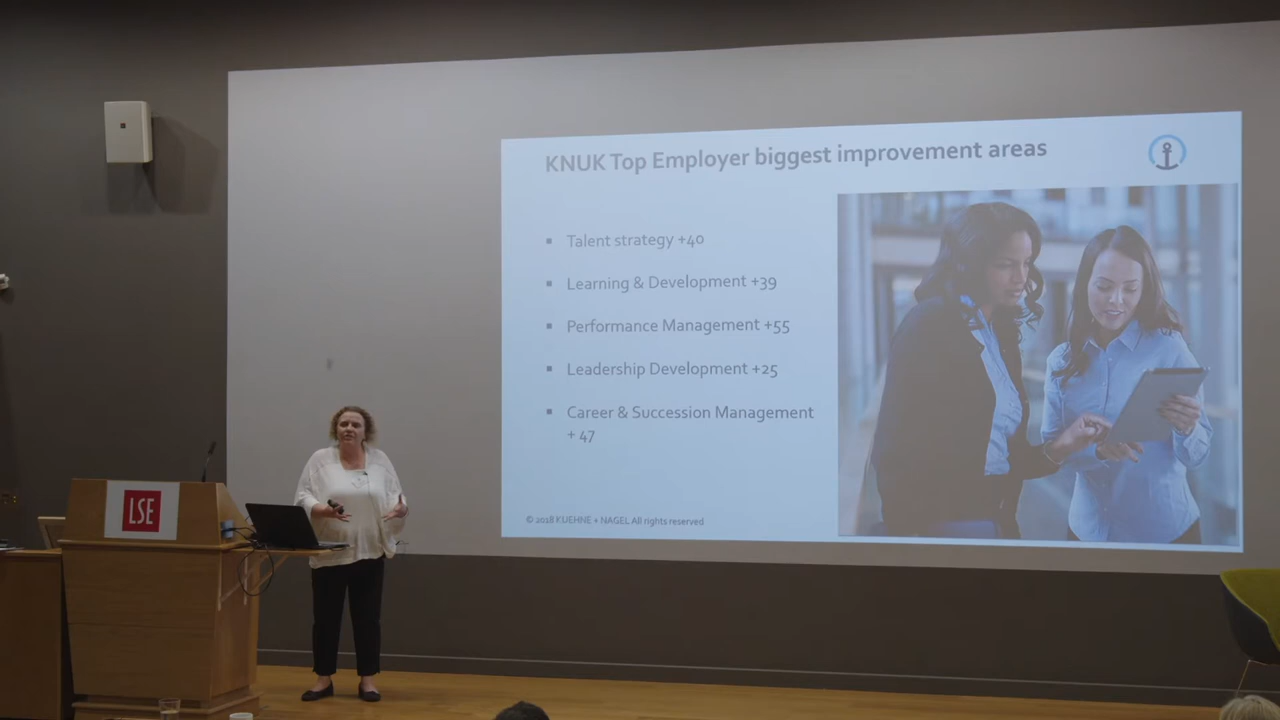 KNUK Top Employer biggest improvement areas
Talent strategy +40
Learning & Development +39
Performance Management +55
Leadership Development +25
Career & Succession Management
+ 47
© 2018 KUEHNE + NAGEL All rights reserved
LSE